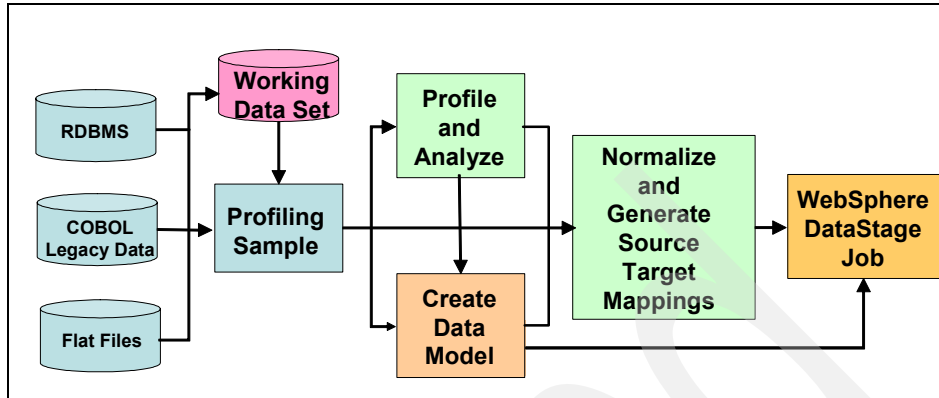 RDBMS
COBOL
Legacy Data
Flat Files
Working
Data Set
Profiling
Sample
Profile
and
Analyze
Create
Data
Model
Normalize
and
Generate
Source
Target
Mappings
WebSphere
DataStage
Job